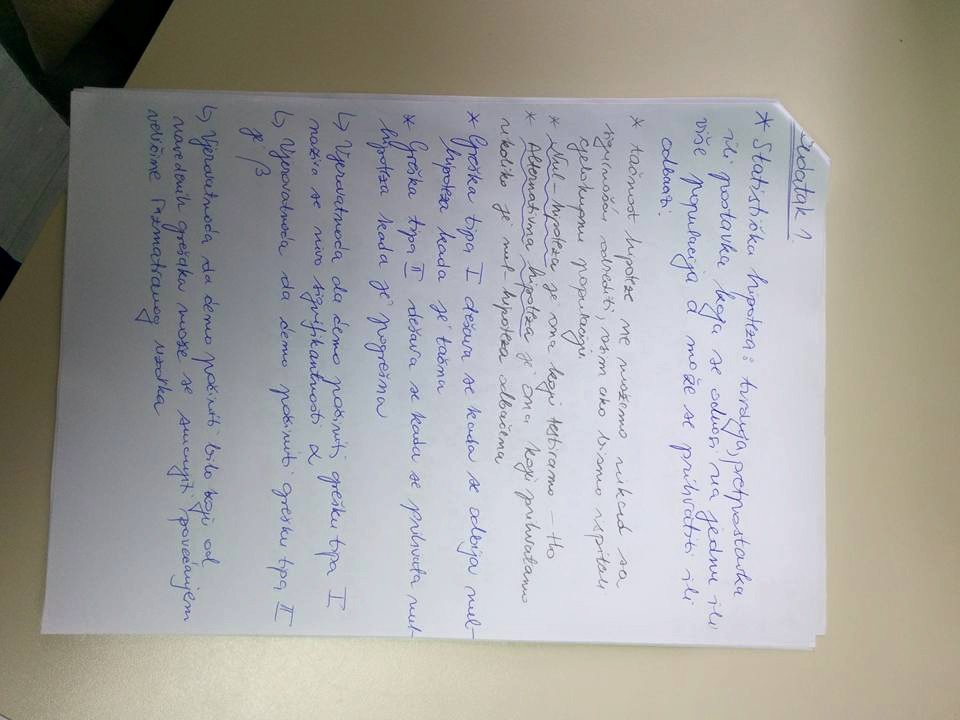 Dodatak 1.
* Statistička hipoteza: tvrdnja, pretpostavka
ili postavka koja se odnosi na jednu ili
više populacija a može se prihvatiti ili
odbaciti
* tačnost hipoteze ne možemo nikad sa
sigurnošću odrediti, osim ako bismo ispitali
cjelokupnu populaciju
* Nul-hipoteza je ona koju testiramo - Ho
* Alternativna hipoteza je ona koju prihvatamo
ukoliko je nul-hipoteza odbačena
* Greška tipa I dešava se kada se odbija nul-
hipoteza kada je tačna
* Greška tipa II dešava se kada se prihvata nul-
hipoteza kada je pogrešna
↳ Vjerovatnoća da ćemo počiniti grešku tipa I
naziva se nivo signifikantnosti α
↳ Vjerovatnoća da ćemo počiniti grešku tipa II
je β
↳ Vjerovatnoća da ćemo počiniti bilo koji od
navedenih grešaka može se smanjiti povećanjem
veličine razmatranog uzorka